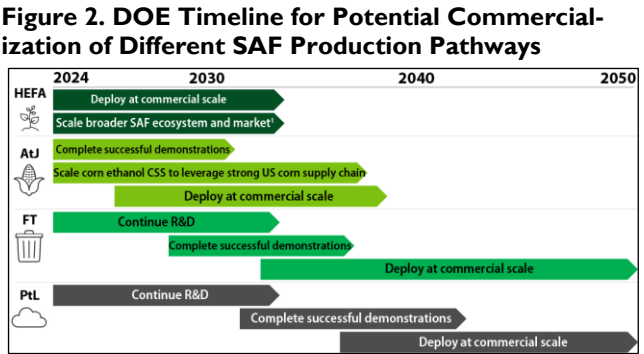 Figure 2. DOE Timeline for Potential Commercial-
ization of Different SAF Production Pathways
2024 2030 2040 2050
HEFA
Deploy at commercial scale
Scale broader SAF ecosystem and market¹
AtJ
Complete successful demonstrations
Scale corn ethanol CSS to leverage strong US corn supply chain
Deploy at commercial scale
FT
Continue R&D
Complete successful demonstrations
Deploy at commercial scale
PtL
Continue R&D
Complete successful demonstrations
Deploy at commercial scale